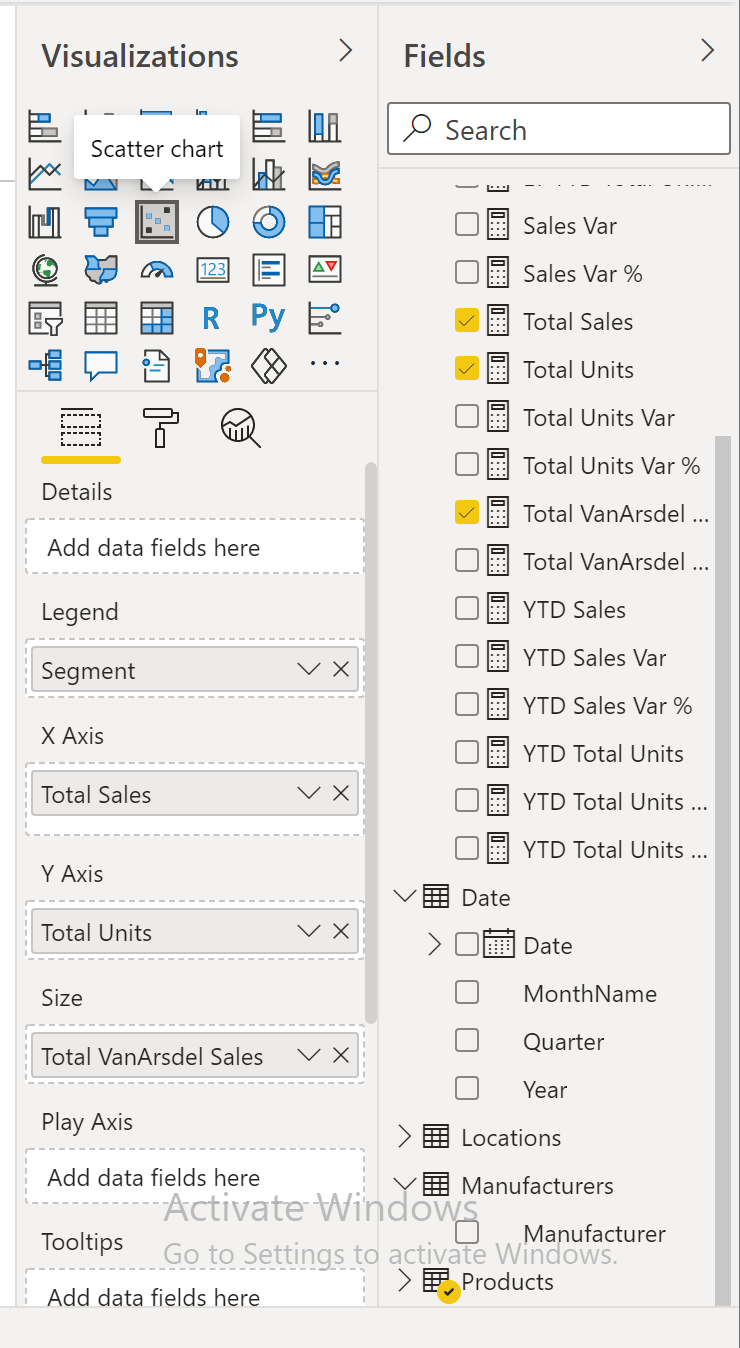 Visualizations
Scatter chart
123
R
Py
Details
Add data fields here
Legend
Segment
X Axis
Total Sales
Y Axis
Total Units
Size
Total VanArsdel Sales
Play Axis
Add data fields here
Tooltips
Add data fields here
Fields
Search
Sales Var
Sales Var %
Total Sales
Total Units
Total Units Var
Total Units Var %
Total VanArsdel ...
Total VanArsdel ...
YTD Sales
YTD Sales Var
YTD Sales Var %
YTD Total Units
YTD Total Units ...
YTD Total Units ...
Date
Date
MonthName
Quarter
Year
Locations
Manufacturers
Manufacturer
Products
Activate Windows
Go to Settings to activate Windows.